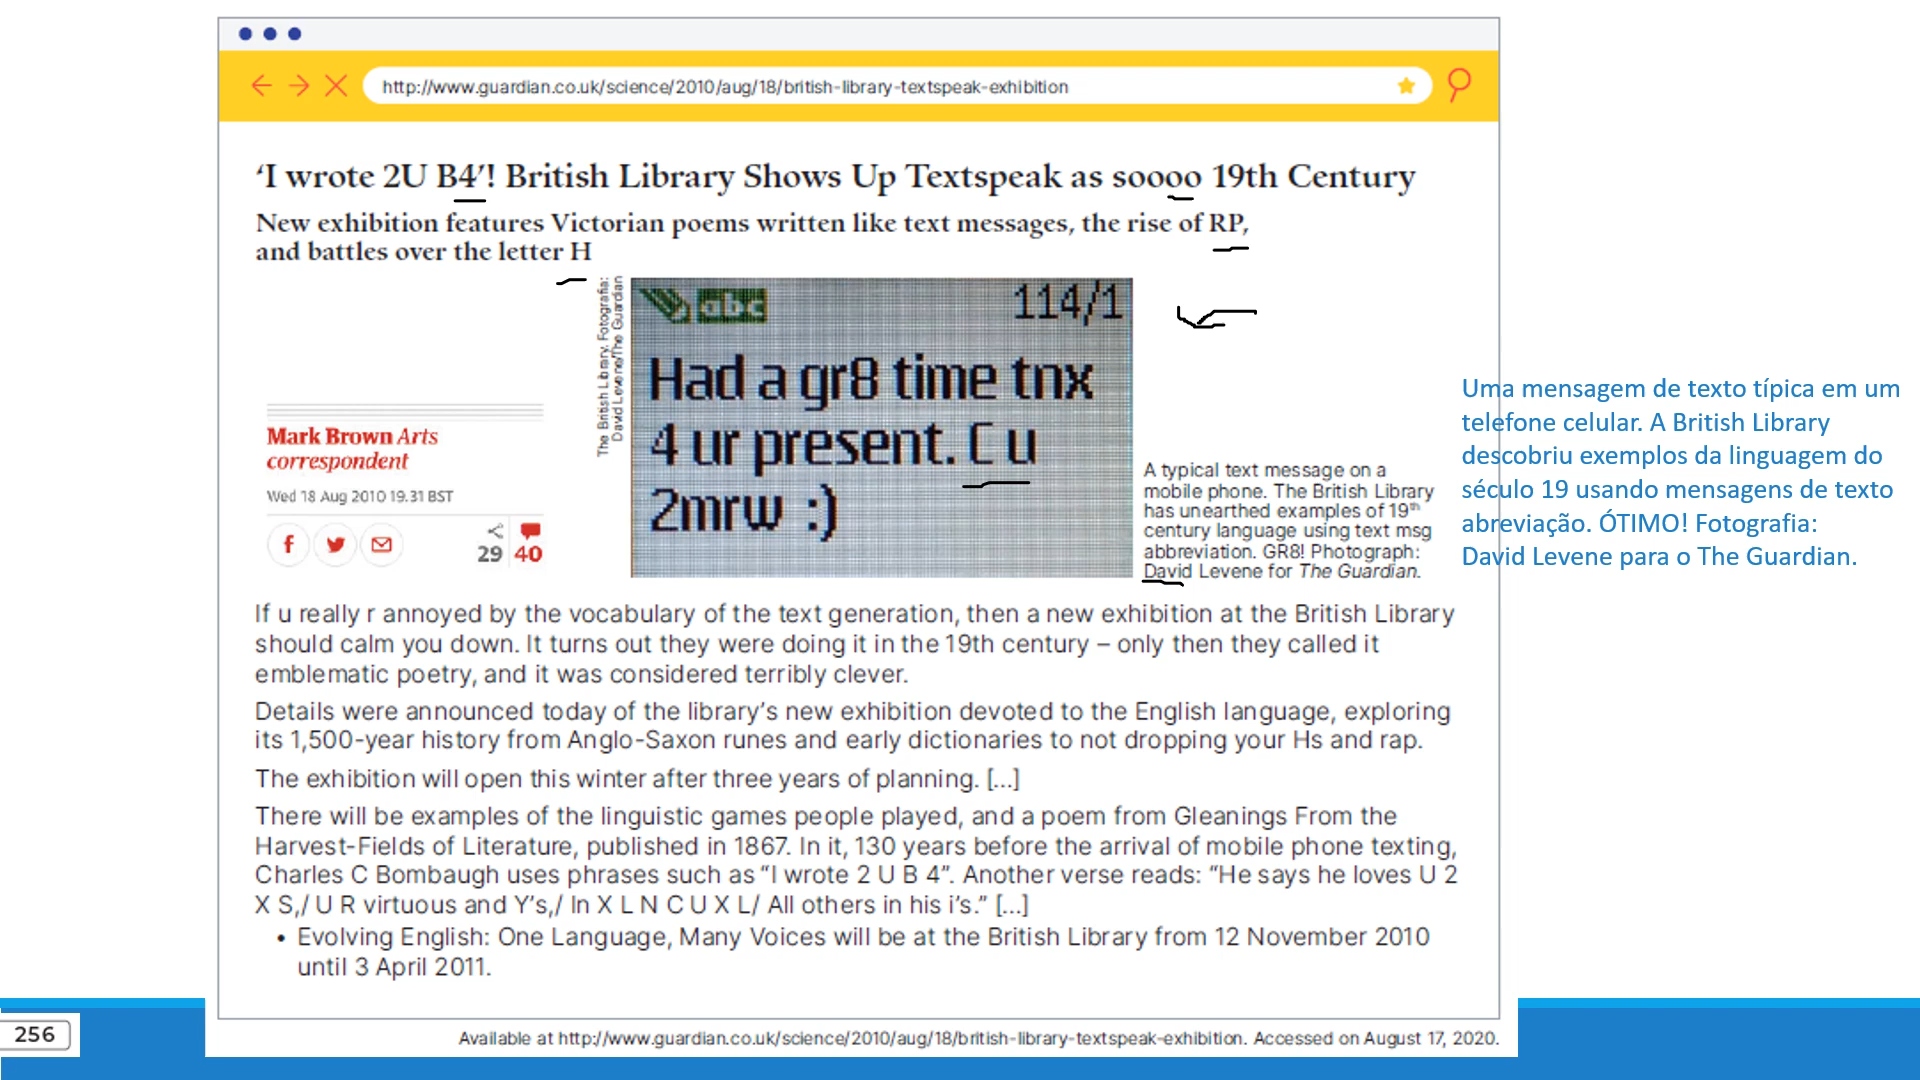 http://www.guardian.co.uk/science/2010/aug/18/british-library-textspeak-exhibition
‘I wrote 2U B4’! British Library Shows Up Textspeak as soooo 19th Century
New exhibition features Victorian poems written like text messages, the rise of RP,
and battles over the letter H
The British Library. Fotografia:
David Levene/The Guardian
abc 114/1
Had a gr8 time tnx
4 ur present. C u
2mrw :)
Mark Brown Arts
correspondent
Wed 18 Aug 2010 19.31 BST
29 40
A typical text message on a
mobile phone. The British Library
has unearthed examples of 19th
century language using text msg
abbreviation. GR8! Photograph:
David Levene for The Guardian.
Uma mensagem de texto típica em um
telefone celular. A British Library
descobriu exemplos da linguagem do
século 19 usando mensagens de texto
abreviação. ÓTIMO! Fotografia:
David Levene para o The Guardian.
If u really r annoyed by the vocabulary of the text generation, then a new exhibition at the British Library
should calm you down. It turns out they were doing it in the 19th century – only then they called it
emblematic poetry, and it was considered terribly clever.
Details were announced today of the library’s new exhibition devoted to the English language, exploring
its 1,500-year history from Anglo-Saxon runes and early dictionaries to not dropping your Hs and rap.
The exhibition will open this winter after three years of planning. [...]
There will be examples of the linguistic games people played, and a poem from Gleanings From the
Harvest-Fields of Literature, published in 1867. In it, 130 years before the arrival of mobile phone texting,
Charles C Bombaugh uses phrases such as “I wrote 2 U B 4”. Another verse reads: “He says he loves U 2
X S,/ U R virtuous and Y’s,/ In X L N C U X L/ All others in his i’s.” [...]
• Evolving English: One Language, Many Voices will be at the British Library from 12 November 2010
until 3 April 2011.
256
Available at http://www.guardian.co.uk/science/2010/aug/18/british-library-textspeak-exhibition. Accessed on August 17, 2020.